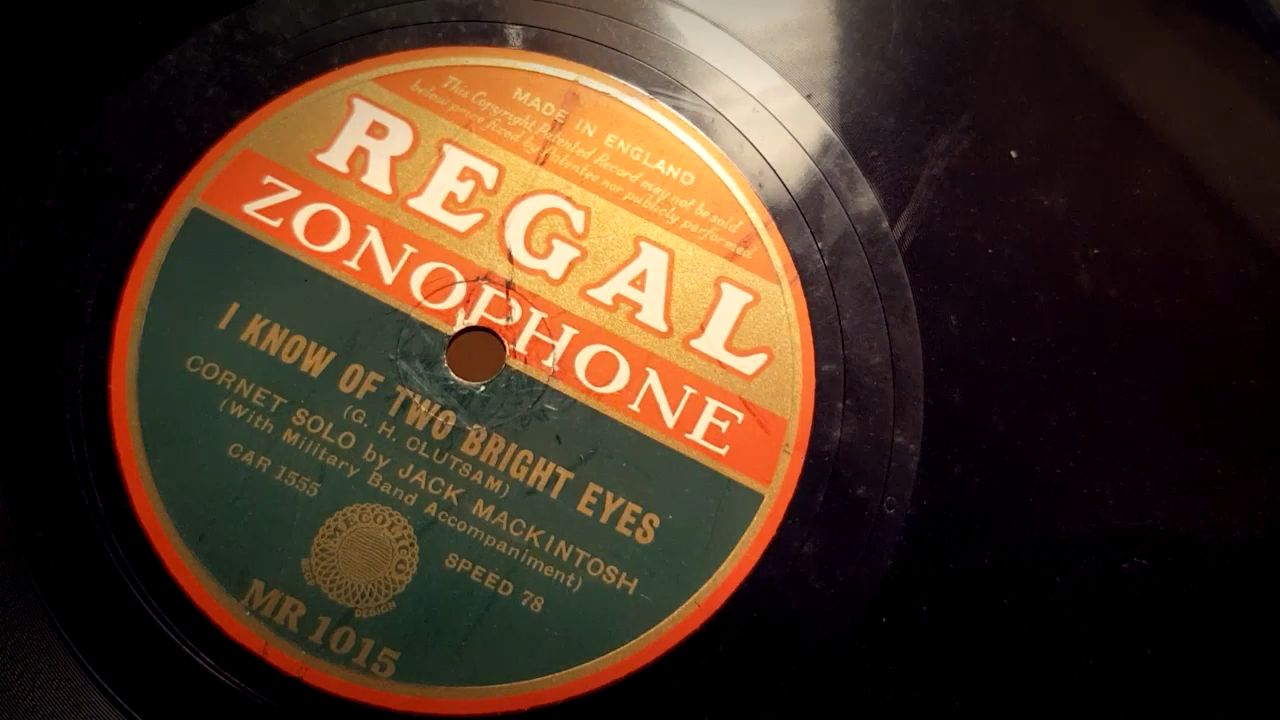 MADE IN ENGLAND
This Copyright Patented Record may not be sold
below price fixed by Patentee nor publicly performed
REGAL
ZONOPHONE
I KNOW OF TWO BRIGHT EYES
(G. H. CLUTSAM)
CORNET SOLO by JACK MACKINTOSH
(With Military Band Accompaniment)
CAR 1555
SPEED 78
DESIGN
MR 1015